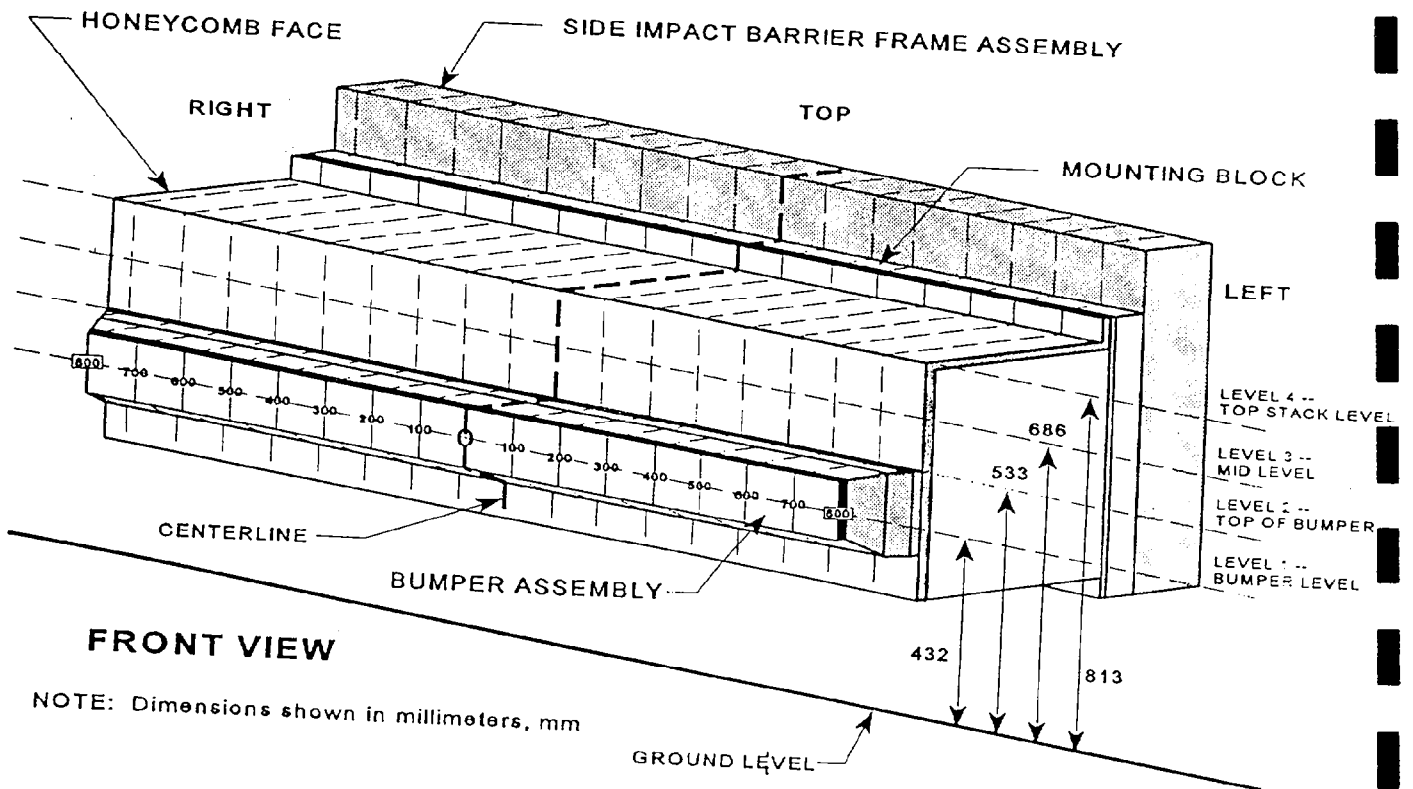 HONEYCOMB FACE
SIDE IMPACT BARRIER FRAME ASSEMBLY
RIGHT
TOP
MOUNTING BLOCK
LEFT
LEVEL 4 --
TOP STACK LEVEL
686
LEVEL 3 --
MID LEVEL
533
LEVEL 2 --
TOP OF BUMPER
LEVEL 1 --
BUMPER LEVEL
800 700 600 500 400 300 200 100 0 100 200 300 400 500 600 700 800
CENTERLINE
BUMPER ASSEMBLY
FRONT VIEW
432
813
NOTE: Dimensions shown in millimeters, mm
GROUND LEVEL